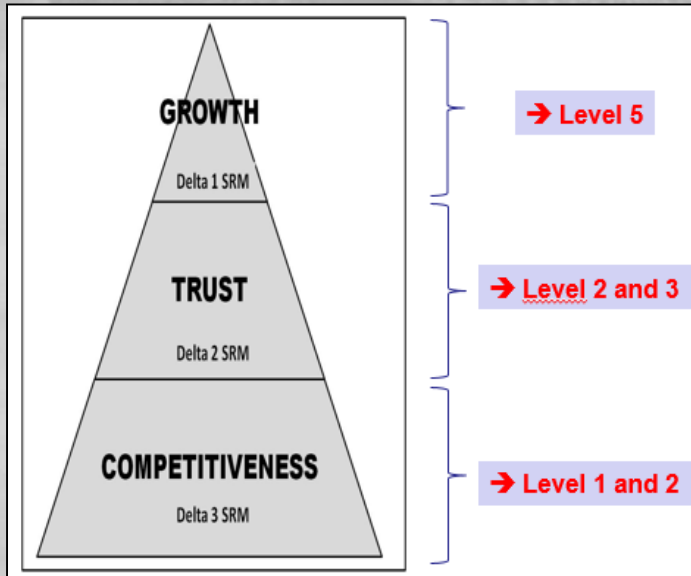 GROWTH
Delta 1 SRM
➔ Level 5
TRUST
Delta 2 SRM
➔ Level 2 and 3
COMPETITIVENESS
Delta 3 SRM
➔ Level 1 and 2